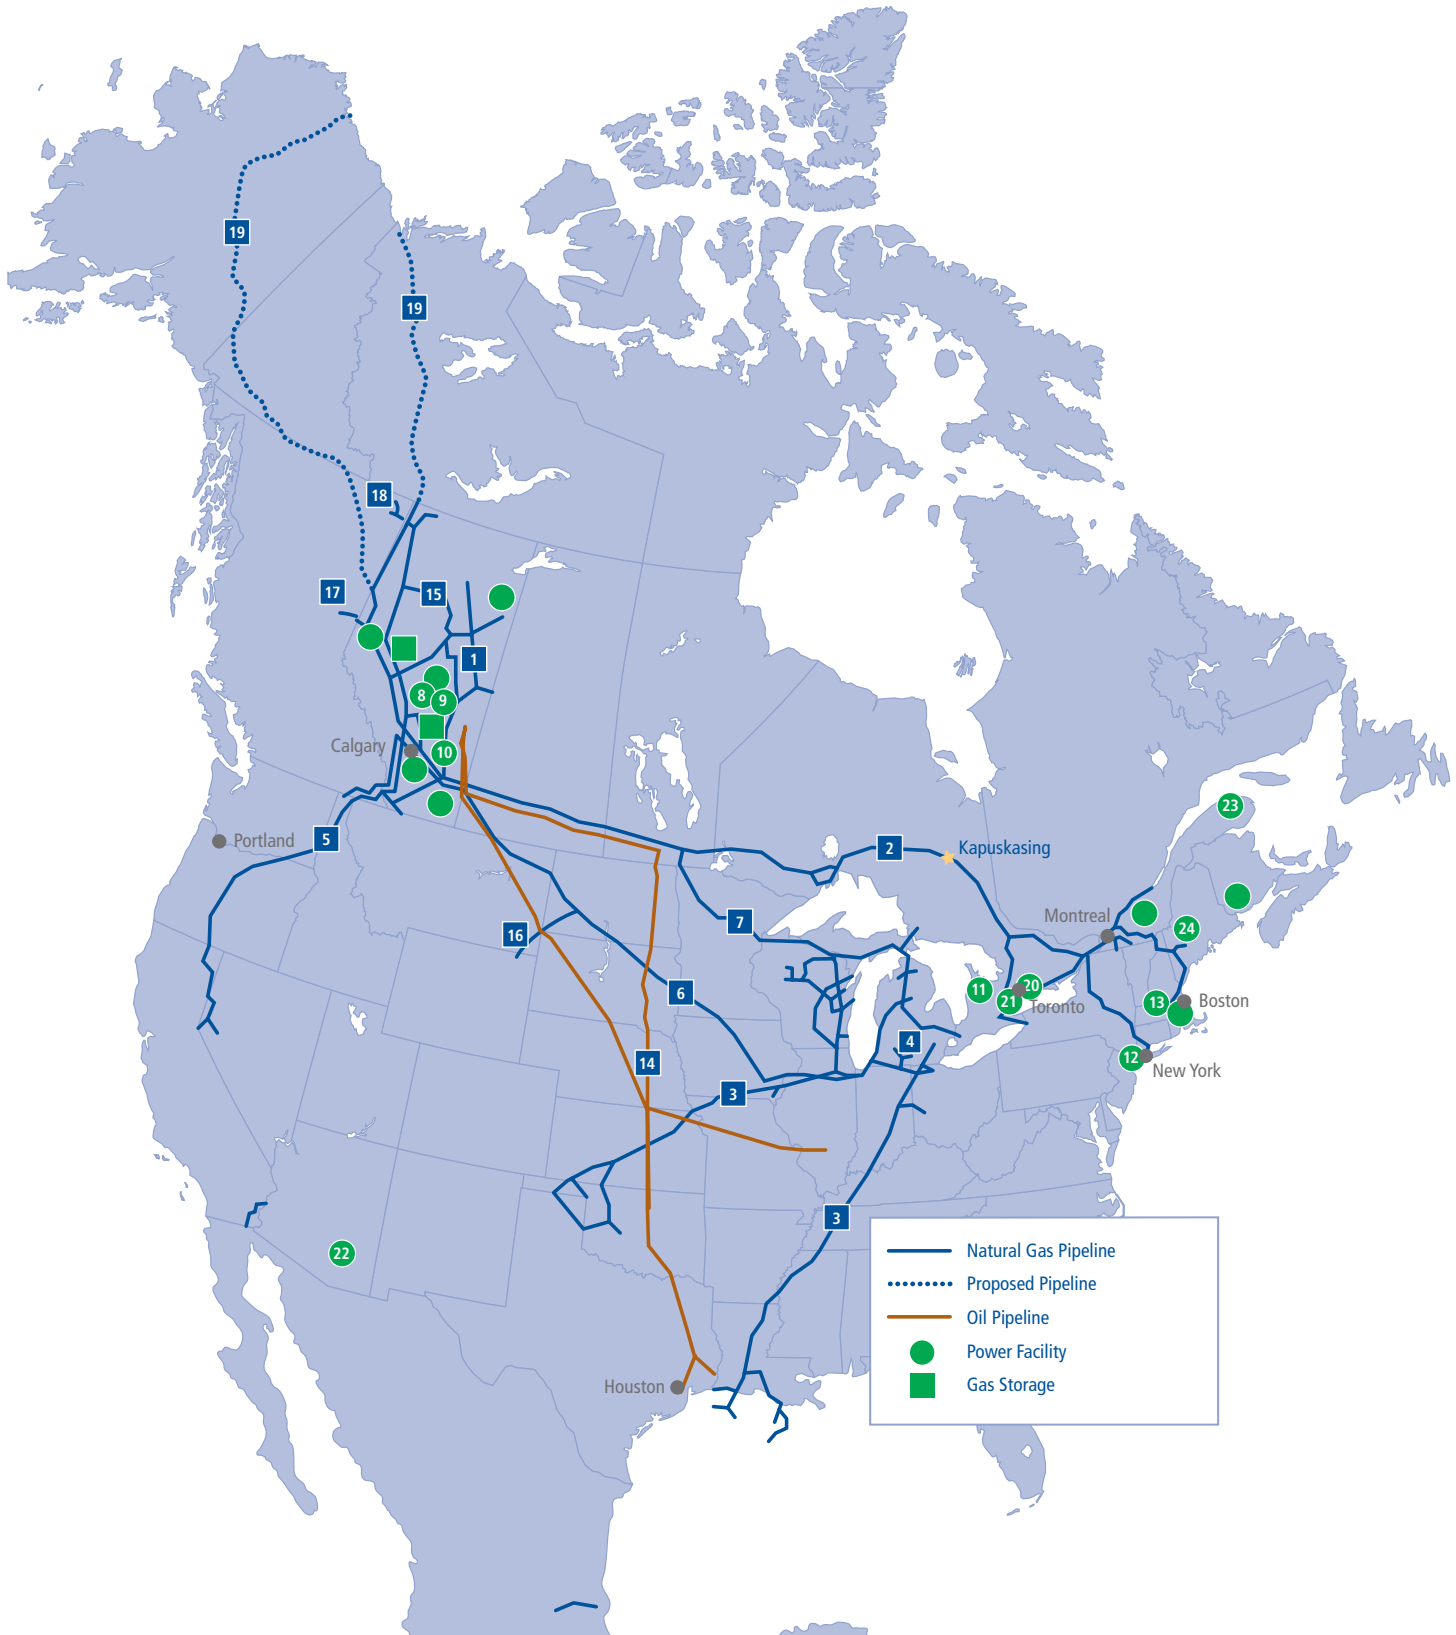 19
19
18
17
15
1
8
9
Calgary
10
23
5
Portland
2
Kapuskasing
7
Montreal
24
16
11
20
21
Toronto
6
13
Boston
4
12
New York
14
3
3
22
Natural Gas Pipeline
Proposed Pipeline
Oil Pipeline
Power Facility
Gas Storage
Houston